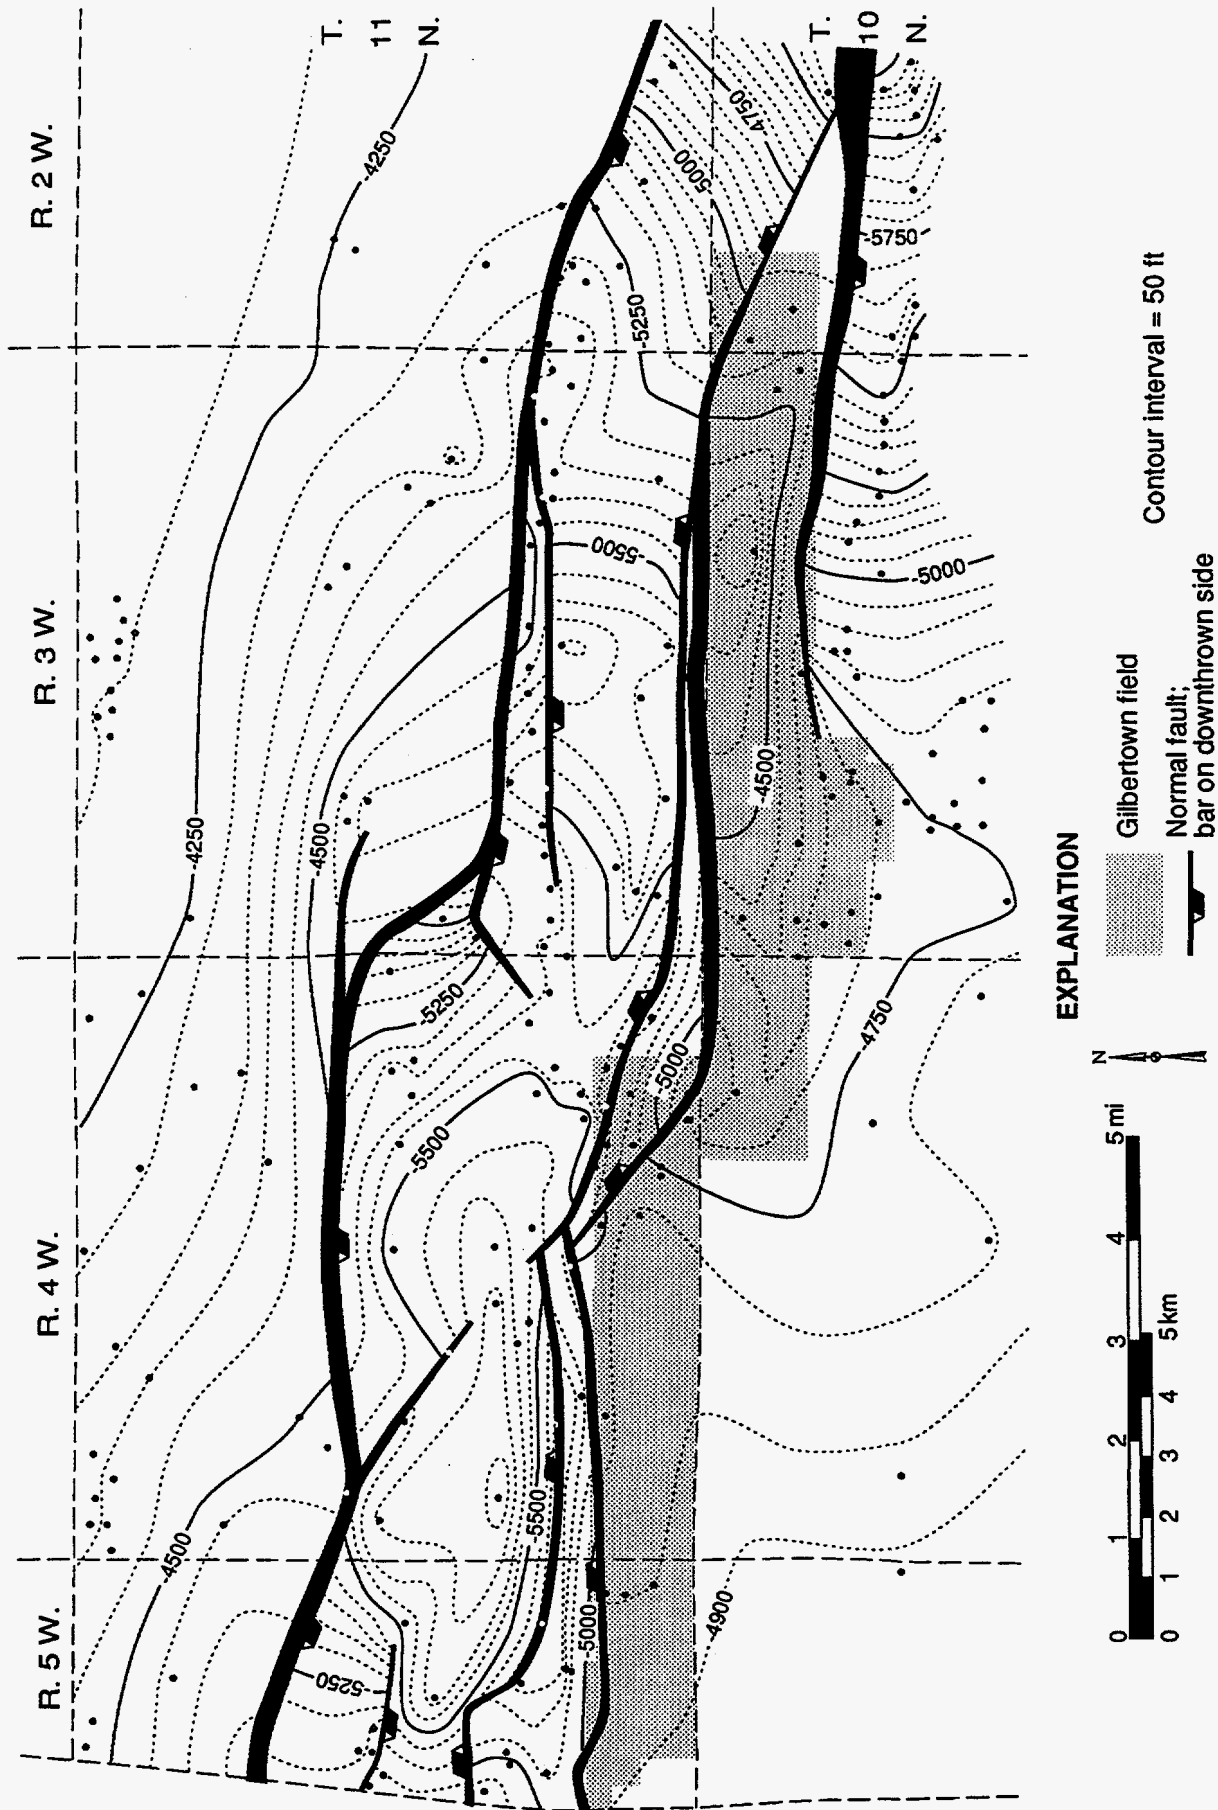 R. 5 W.
R. 4 W.
R. 3 W.
R. 2 W.
T.
11
N.
T.
10
N.
-4500
-4250
-4500
-4250
-5250
-5500
-5250
-5500
-5000
-5000
-5500
-5250
-5000
-4750
-4900
-4750
-4500
-5000
-5750
EXPLANATION
Gilbertown field
Normal fault;
bar on downthrown side
Contour interval = 50 ft
N
0 1 2 3 4 5 mi
0 1 2 3 4 5 km